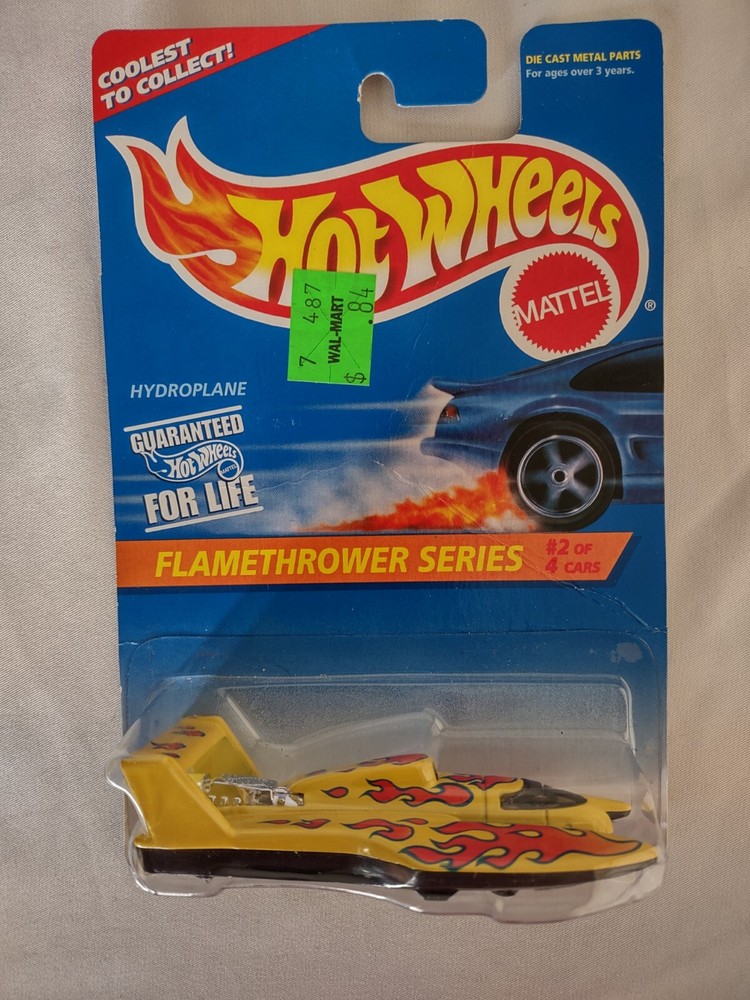 COOLEST
TO COLLECT!
DIE CAST METAL PARTS
For ages over 3 years.
HOT WHEELS
MATTEL
®
7 487
WAL-MART
$ .84
HYDROPLANE
GUARANTEED
HOT WHEELS
MATTEL
FOR LIFE
FLAMETHROWER SERIES
#2 OF
4 CARS